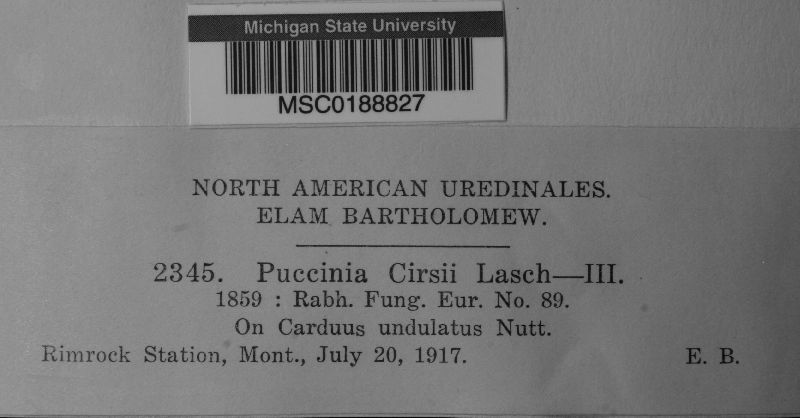 Michigan State University
MSC0188827
NORTH AMERICAN UREDINALES.
ELAM BARTHOLOMEW.
2345. Puccinia Cirsii Lasch—III.
1859 : Rabh. Fung. Eur. No. 89.
On Carduus undulatus Nutt.
Rimrock Station, Mont., July 20, 1917. E. B.